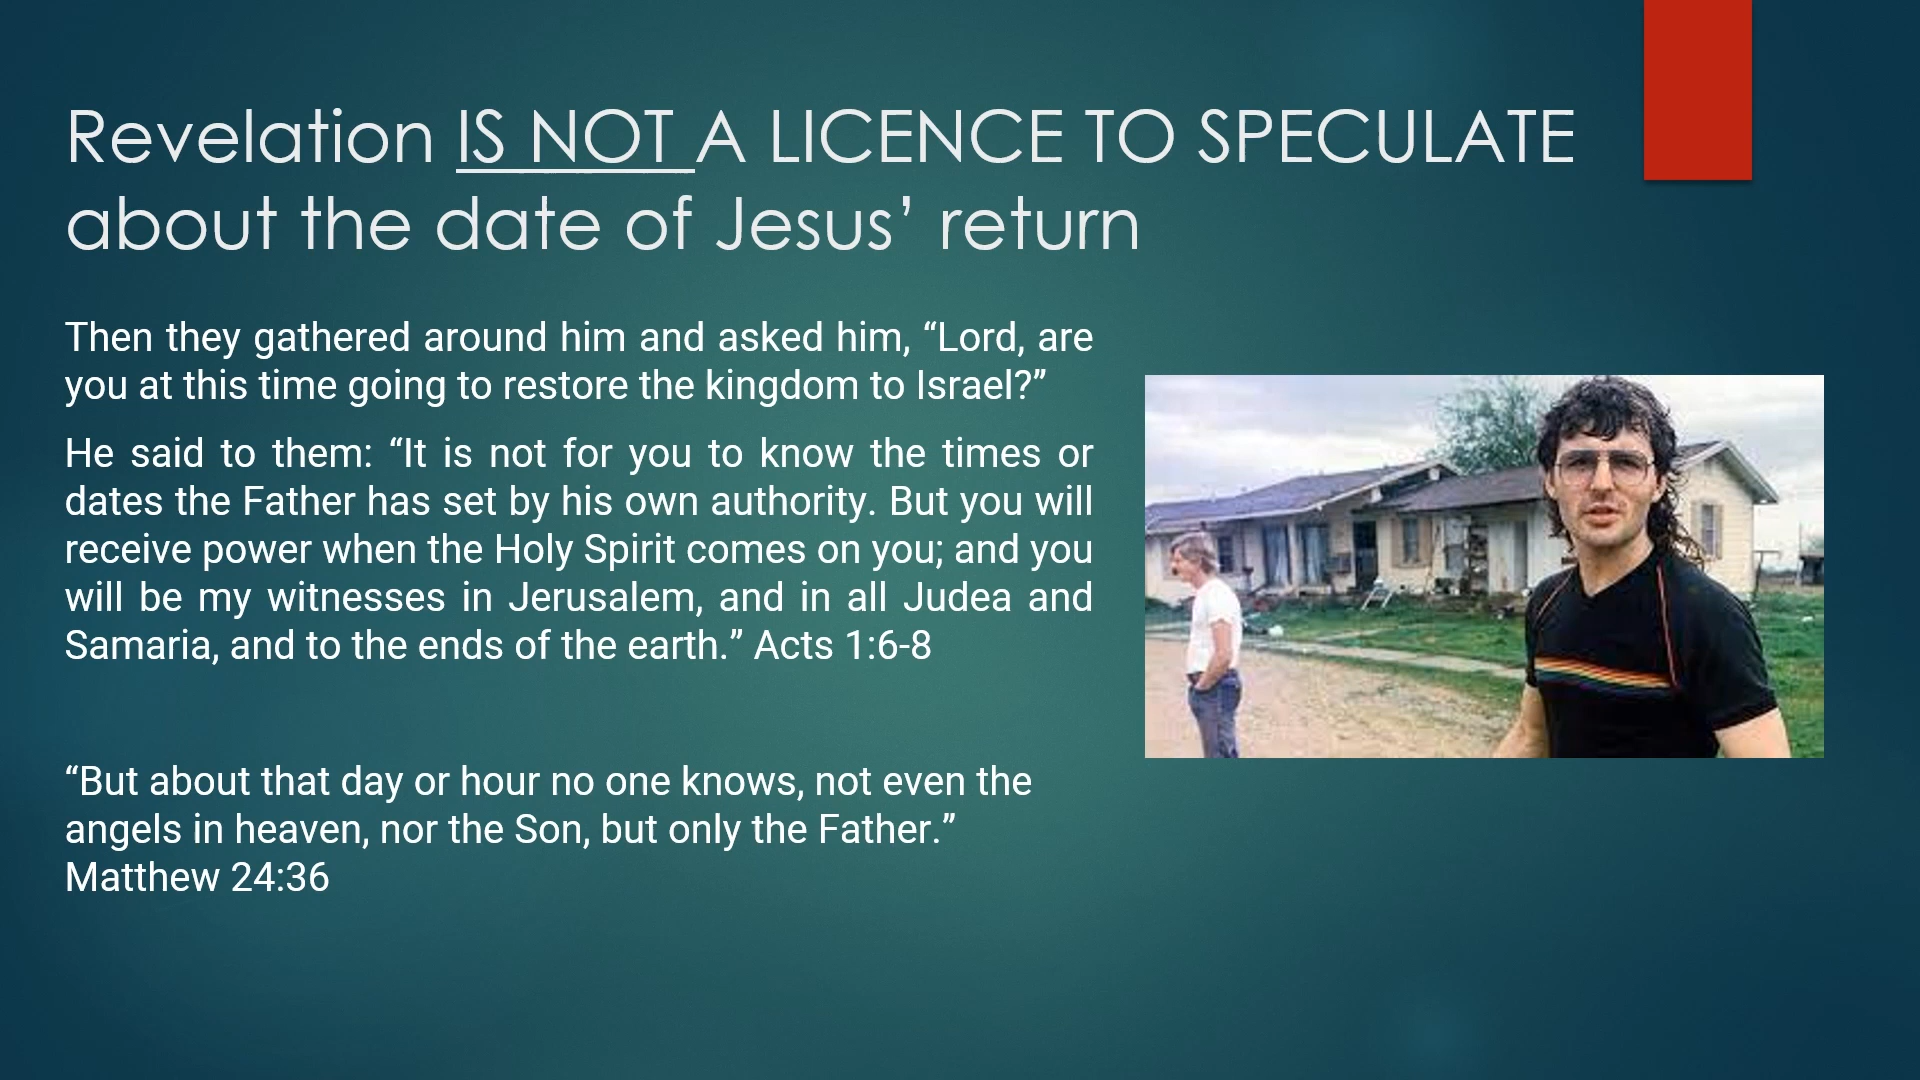 Revelation IS NOT A LICENCE TO SPECULATE
about the date of Jesus’ return
Then they gathered around him and asked him, “Lord, are
you at this time going to restore the kingdom to Israel?”
He said to them: “It is not for you to know the times or
dates the Father has set by his own authority. But you will
receive power when the Holy Spirit comes on you; and you
will be my witnesses in Jerusalem, and in all Judea and
Samaria, and to the ends of the earth.” Acts 1:6-8
“But about that day or hour no one knows, not even the
angels in heaven, nor the Son, but only the Father.”
Matthew 24:36